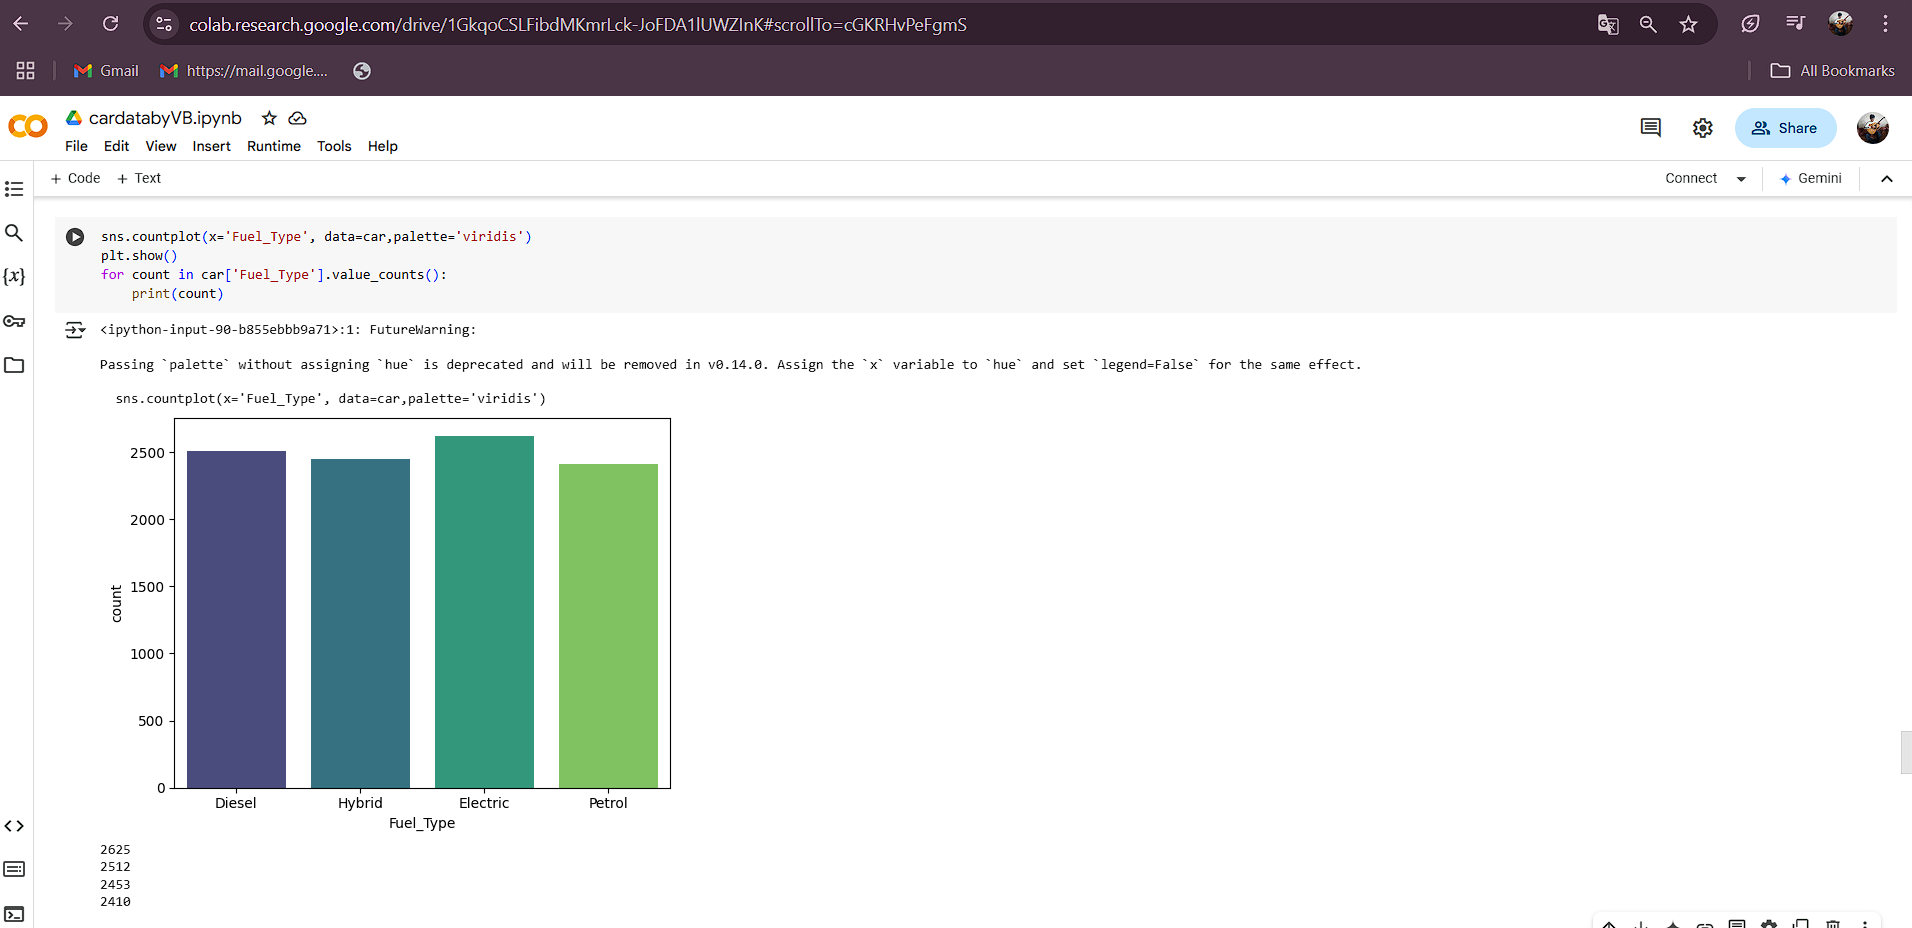 colab.research.google.com/drive/1GkqoCSLFibdMKmrLck-JoFDA1lUWZInK#scrollTo=cGKRHvPeFgmS
Gmail
https://mail.google....
All Bookmarks
cardatabyVB.ipynb
File Edit View Insert Runtime Tools Help
Share
+ Code + Text
Connect
Gemini
sns.countplot(x='Fuel_Type', data=car,palette='viridis')
plt.show()
for count in car['Fuel_Type'].value_counts():
    print(count)
<ipython-input-90-b855ebbb9a71>:1: FutureWarning:
Passing `palette` without assigning `hue` is deprecated and will be removed in v0.14.0. Assign the `x` variable to `hue` and set `legend=False` for the same effect.
sns.countplot(x='Fuel_Type', data=car,palette='viridis')
2500
2000
1500
1000
500
0
count
Diesel Hybrid Electric Petrol
Fuel_Type
2625
2512
2453
2410